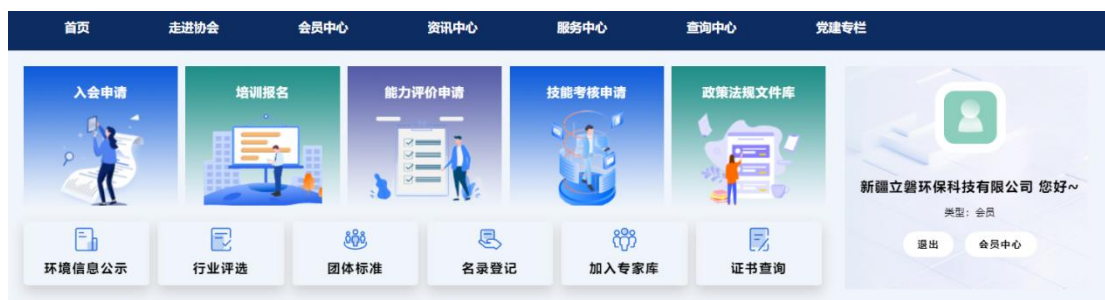 首页 走进协会 会员中心 资讯中心 服务中心 查询中心 党建专栏
入会申请 培训报名 能力评价申请 技能考核申请 政策法规文件库
新疆立磐环保科技有限公司 您好~
类型：会员
退出 会员中心
环境信息公示 行业评选 团体标准 名录登记 加入专家库 证书查询